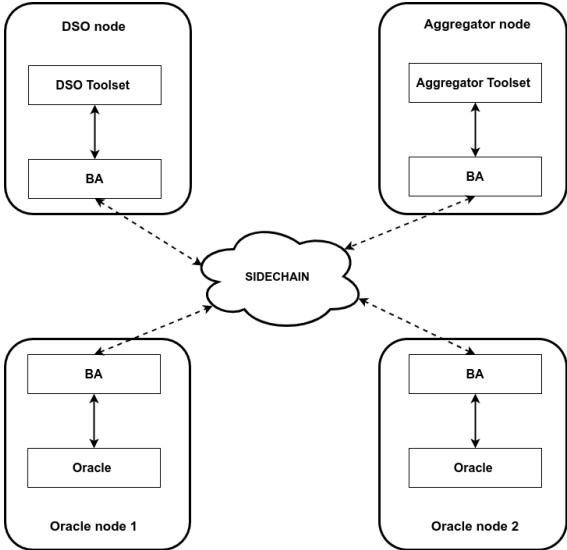 DSO node
DSO Toolset
BA
Aggregator node
Aggregator Toolset
BA
SIDECHAIN
BA
Oracle
Oracle node 1
BA
Oracle
Oracle node 2